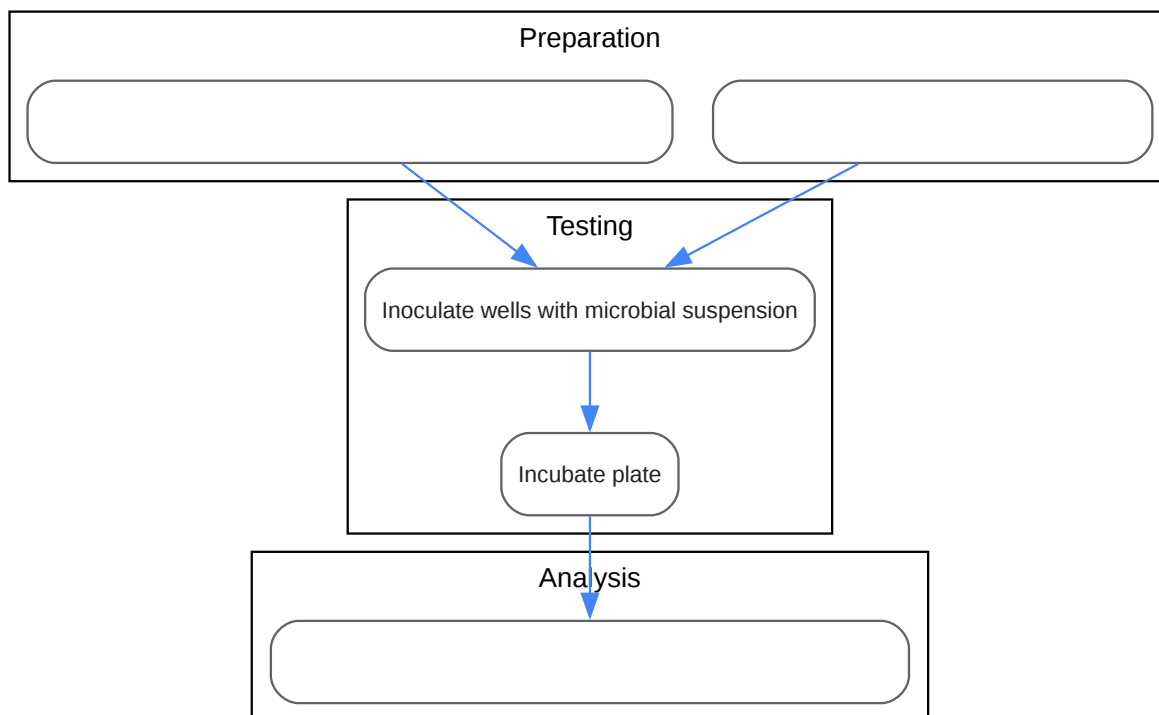 Preparation
Testing
Inoculate wells with microbial suspension
Incubate plate
Analysis